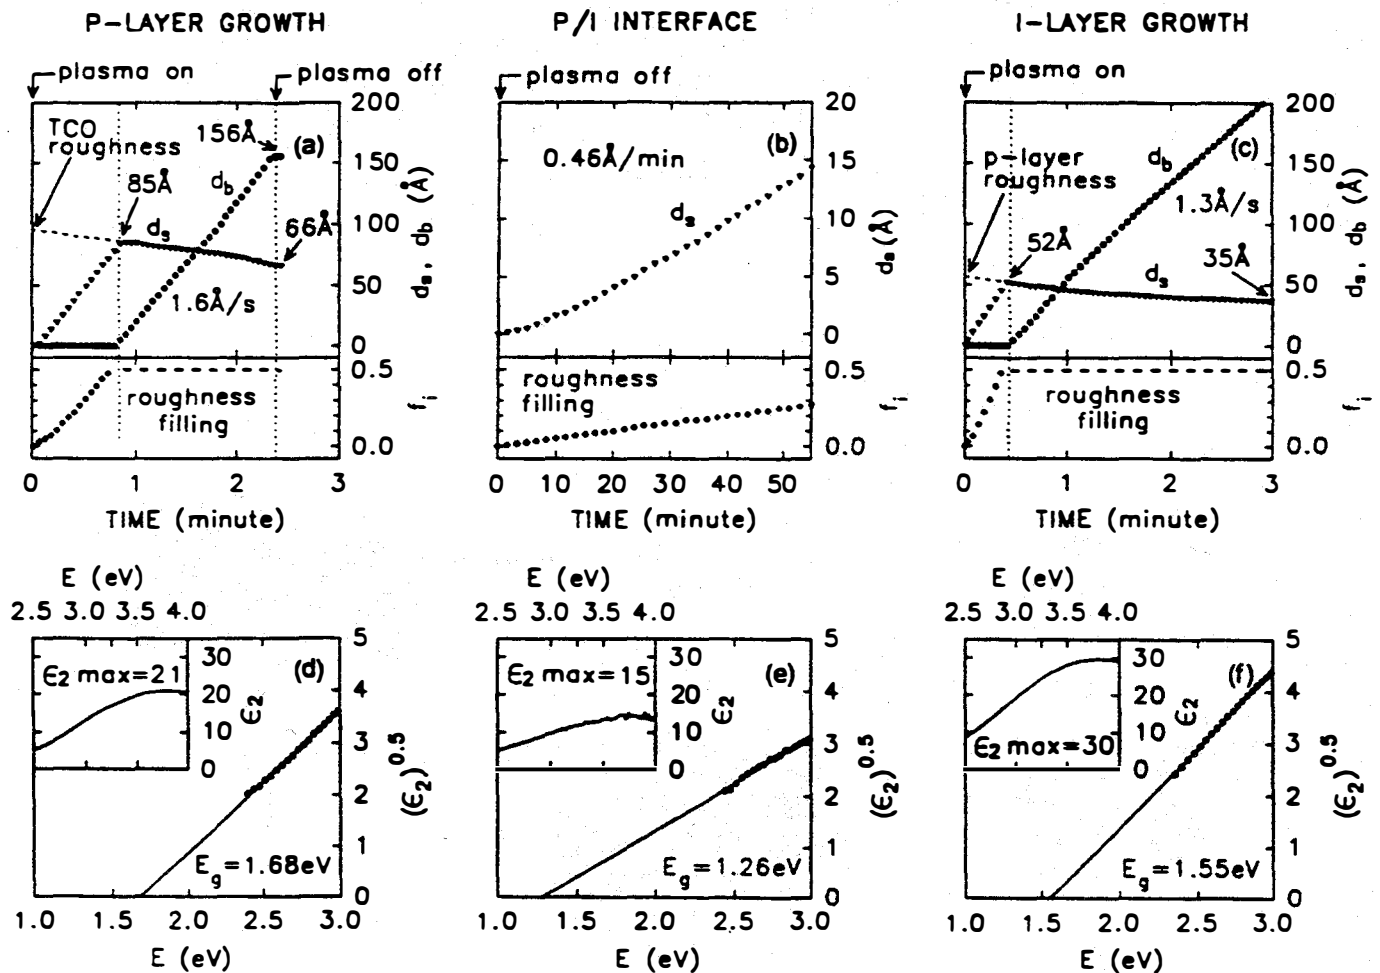 P-LAYER GROWTH
P/I INTERFACE
I-LAYER GROWTH
plasma on
plasma off
plasma off
plasma on
200
150
100
50
0
TCO
roughness
156Å
(a)
85Å
d_b
d_s
66Å
1.6Å/s
d_s, d_b (Å)
0.5
0.0
f_i
roughness
filling
0 1 2 3
TIME (minute)
20
15
10
5
0
(b)
0.46Å/min
d_s
d_s (Å)
roughness
filling
0.5
0.0
f_i
0 10 20 30 40 50
TIME (minute)
200
150
100
50
0
(c)
p-layer
roughness
d_b
1.3Å/s
52Å
35Å
d_s
d_s, d_b (Å)
0.5
0.0
f_i
roughness
filling
0 1 2 3
TIME (minute)
E (eV)
2.5 3.0 3.5 4.0
ϵ2 max=21
30
20
10
0
ϵ2
(d)
5
4
3
2
1
0
(ϵ2)^0.5
E_g=1.68eV
1.0 1.5 2.0 2.5 3.0
E (eV)
E (eV)
2.5 3.0 3.5 4.0
ϵ2 max=15
30
20
10
0
ϵ2
(e)
5
4
3
2
1
0
(ϵ2)^0.5
E_g=1.26eV
1.0 1.5 2.0 2.5 3.0
E (eV)
E (eV)
2.5 3.0 3.5 4.0
ϵ2 max=30
30
20
10
0
ϵ2
(f)
5
4
3
2
1
0
(ϵ2)^0.5
E_g=1.55eV
1.0 1.5 2.0 2.5 3.0
E (eV)